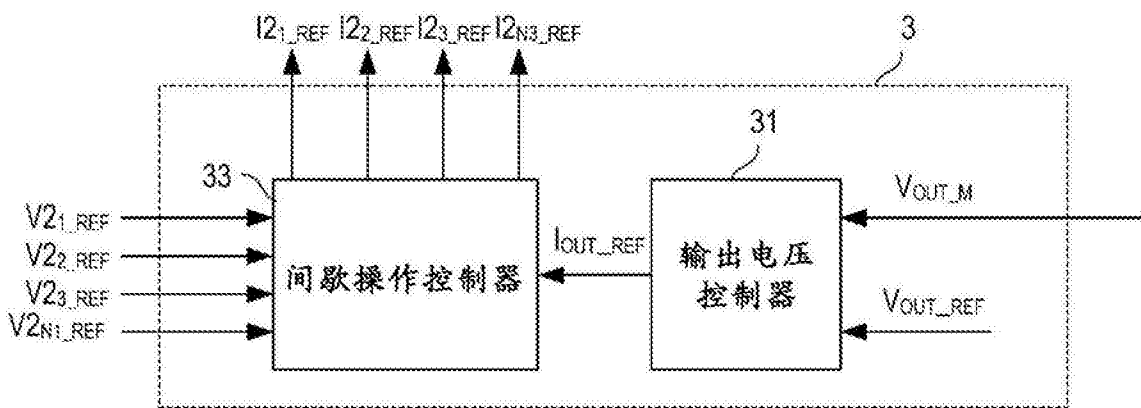 I2₁_REF I2₂_REF I2₃_REF I2N3_REF
3
33
31
V2₁_REF
V2₂_REF
V2₃_REF
V2N1_REF
间歇操作控制器
IOUT_REF
输出电压
控制器
VOUT_M
VOUT_REF